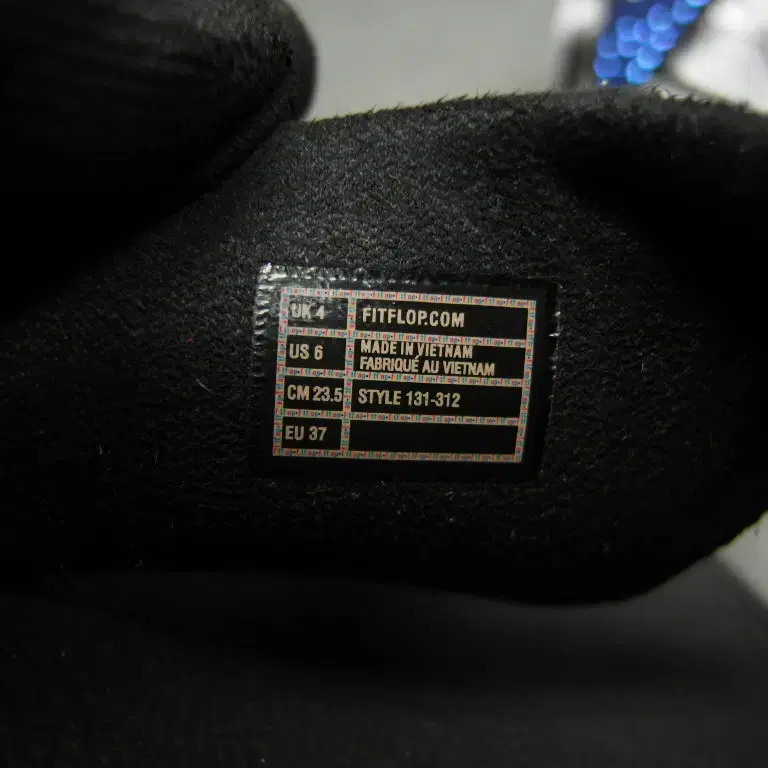 UK 4 FITFLOP.COM
US 6 MADE IN VIETNAM
FABRIQUÉ AU VIETNAM
CM 23.5 STYLE 131-312
EU 37